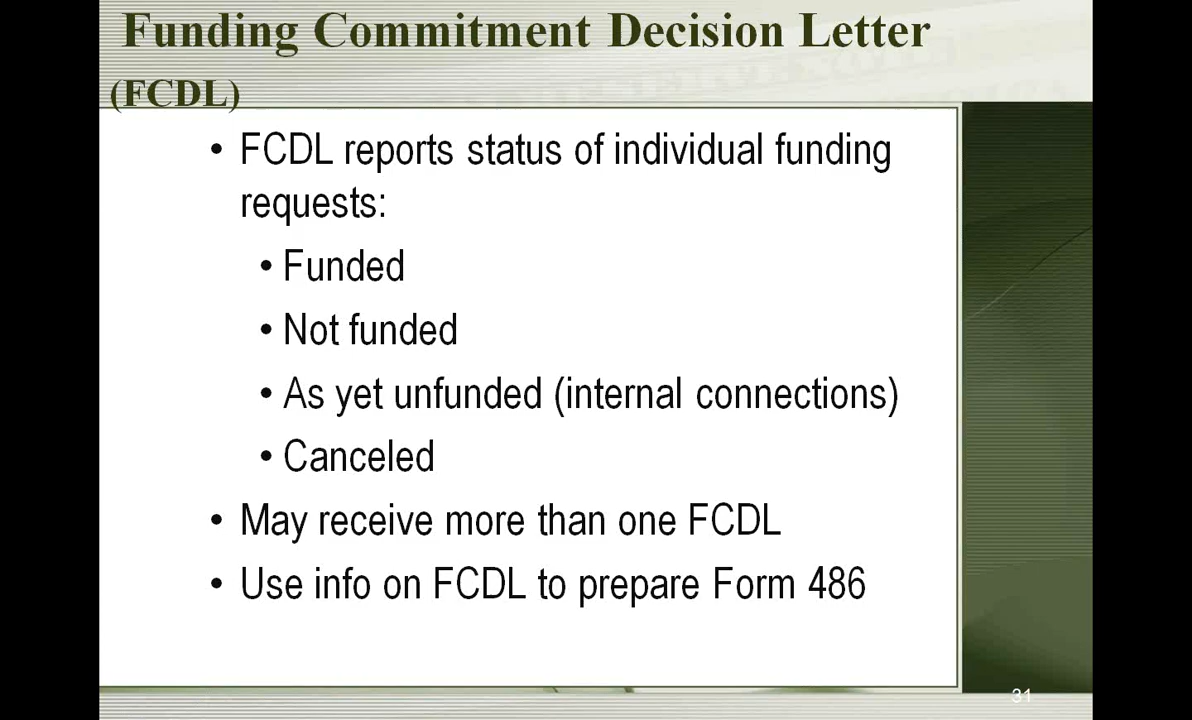 Funding Commitment Decision Letter
(FCDL)
• FCDL reports status of individual funding
requests:
• Funded
• Not funded
• As yet unfunded (internal connections)
• Canceled
• May receive more than one FCDL
• Use info on FCDL to prepare Form 486
31